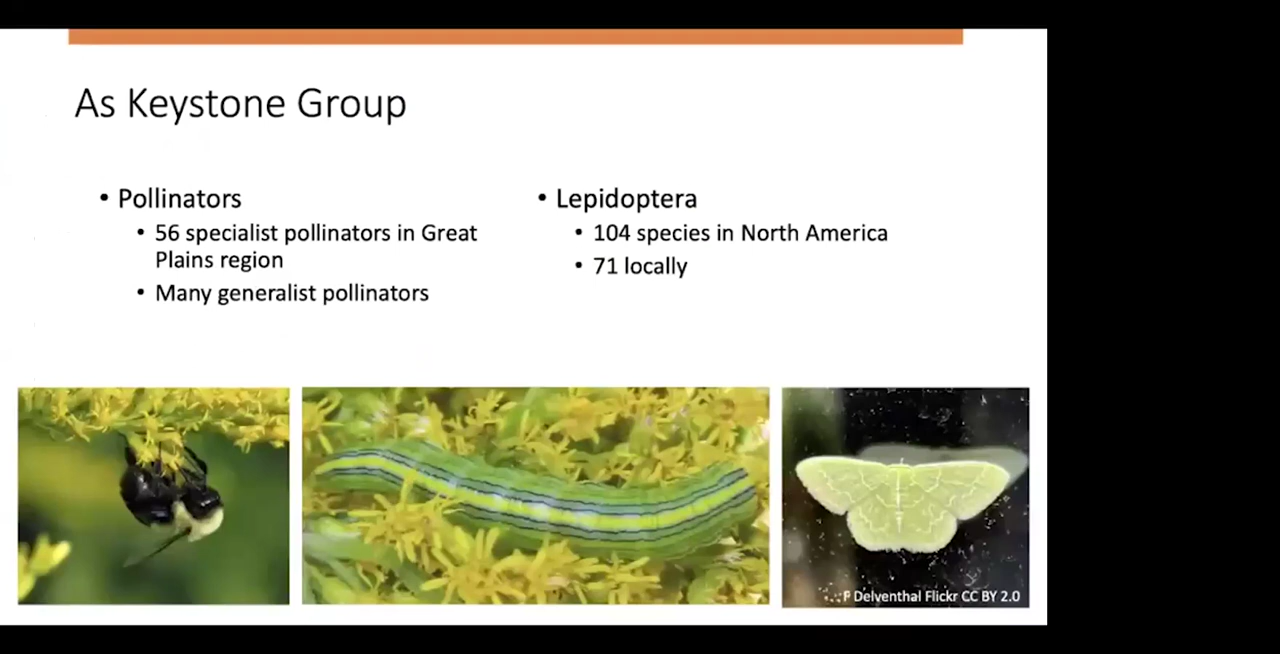 As Keystone Group
• Pollinators
• 56 specialist pollinators in Great
Plains region
• Many generalist pollinators
• Lepidoptera
• 104 species in North America
• 71 locally
F Delventhal Flickr CC BY 2.0